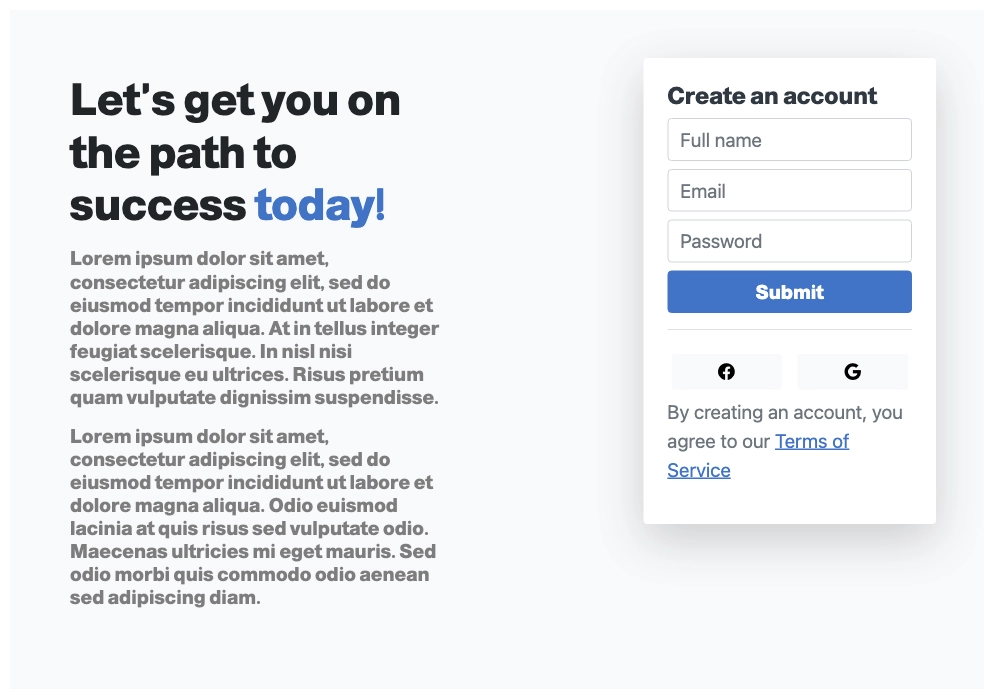 Let's get you on
the path to
success today!
Lorem ipsum dolor sit amet,
consectetur adipiscing elit, sed do
eiusmod tempor incididunt ut labore et
dolore magna aliqua. At in tellus integer
feugiat scelerisque. In nisl nisi
scelerisque eu ultrices. Risus pretium
quam vulputate dignissim suspendisse.
Lorem ipsum dolor sit amet,
consectetur adipiscing elit, sed do
eiusmod tempor incididunt ut labore et
dolore magna aliqua. Odio euismod
lacinia at quis risus sed vulputate odio.
Maecenas ultricies mi eget mauris. Sed
odio morbi quis commodo odio aenean
sed adipiscing diam.
Create an account
Full name
Email
Password
Submit
By creating an account, you
agree to our Terms of
Service